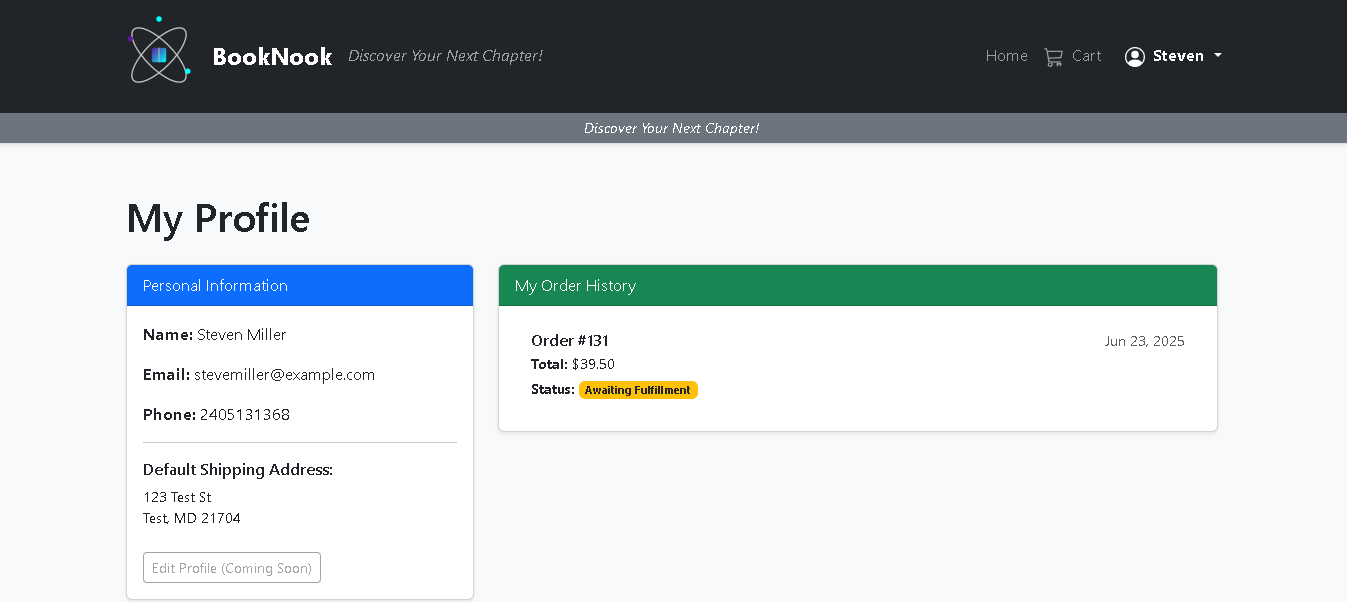 BookNook Discover Your Next Chapter! Home Cart Steven
Discover Your Next Chapter!
My Profile
Personal Information
Name: Steven Miller
Email: stevemiller@example.com
Phone: 2405131368
Default Shipping Address:
123 Test St
Test, MD 21704
Edit Profile (Coming Soon)
My Order History
Order #131 Jun 23, 2025
Total: $39.50
Status: Awaiting Fulfillment